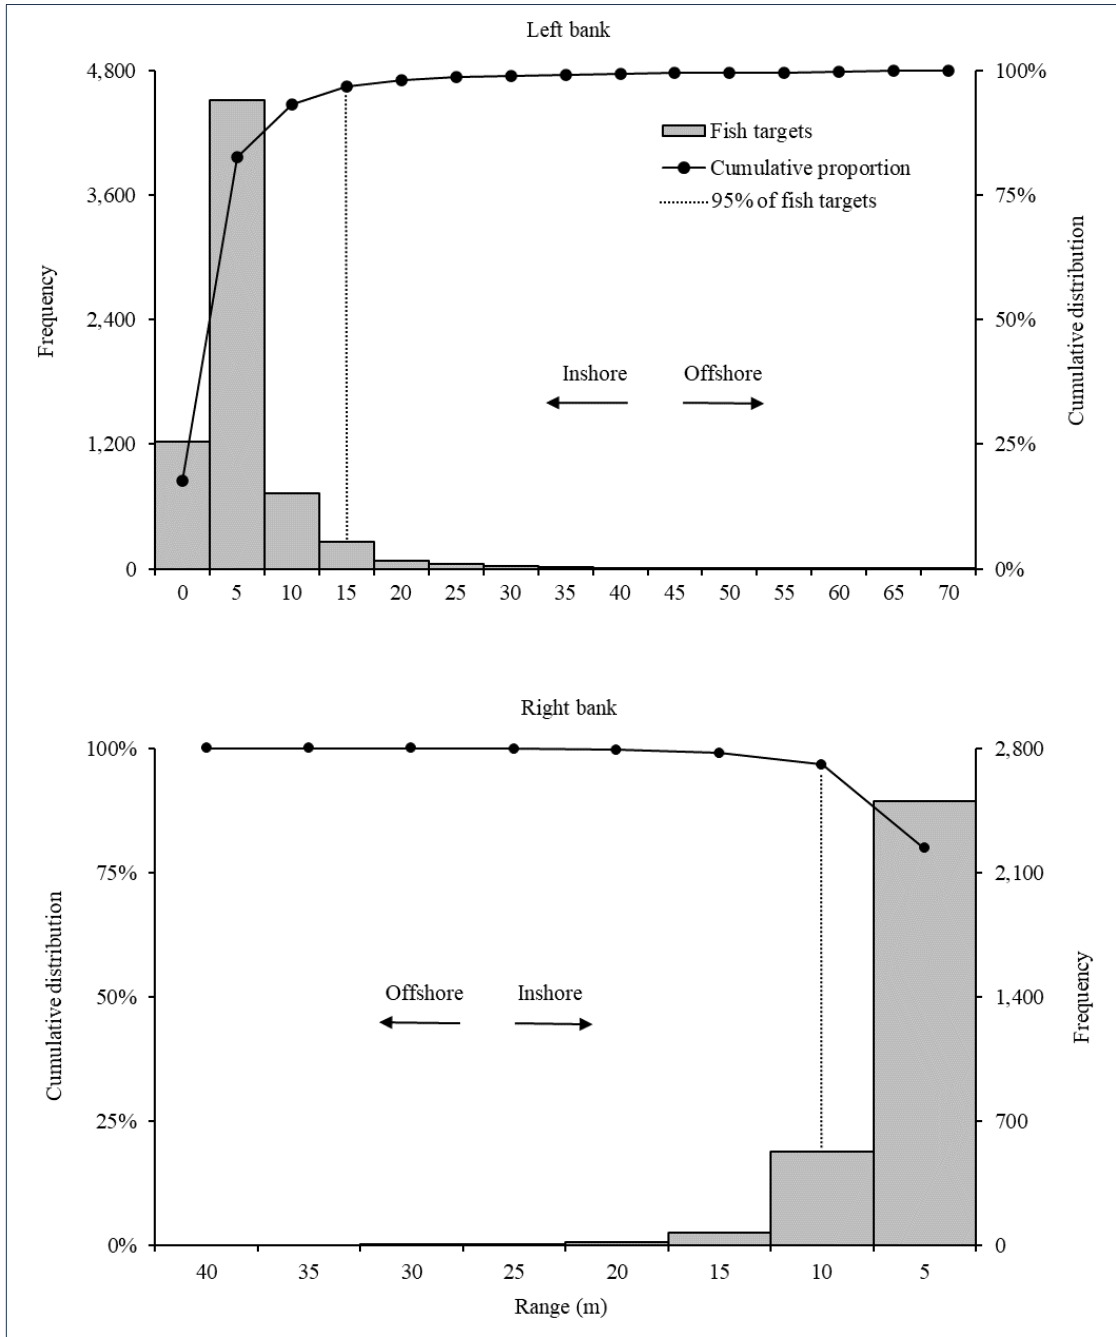 Left bank
4,800
3,600
2,400
1,200
0
Frequency
100%
75%
50%
25%
0%
Cumulative distribution
Fish targets
Cumulative proportion
95% of fish targets
Inshore Offshore
0 5 10 15 20 25 30 35 40 45 50 55 60 65 70
Right bank
100%
75%
50%
25%
0%
Cumulative distribution
2,800
2,100
1,400
700
0
Frequency
Offshore Inshore
40 35 30 25 20 15 10 5
Range (m)